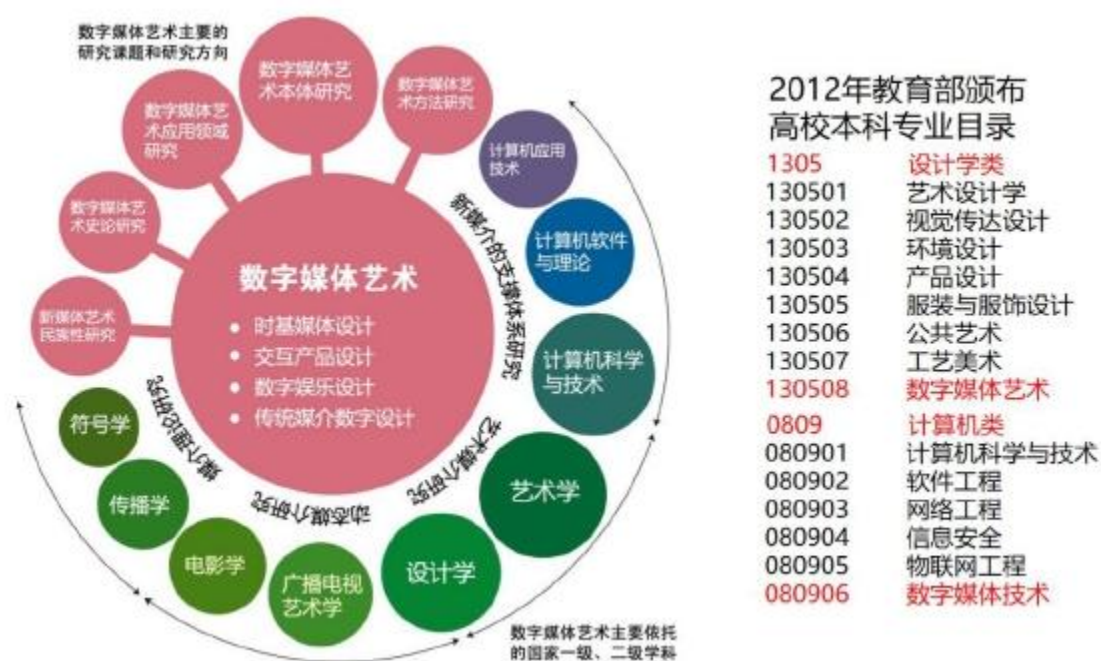 数字媒体艺术主要的
研究课题和研究方向
数字媒体艺
术本体研究
数字媒体艺
术方法研究
数字媒体艺
术应用领域
研究
数字媒体艺
术史论研究
新媒体艺术
民族性研究
计算机应用
技术
计算机软件
与理论
计算机科学
与技术
艺术学
设计学
广播电视
艺术学
电影学
传播学
符号学
新媒介的支撑体系研究
艺术媒介研究
动态媒介研究
媒介理论研究
数字媒体艺术
• 时基媒体设计
• 交互产品设计
• 数字娱乐设计
• 传统媒介数字设计
数字媒体艺术主要依托
的国家一级、二级学科
2012年教育部颁布
高校本科专业目录
1305 设计学类
130501 艺术设计学
130502 视觉传达设计
130503 环境设计
130504 产品设计
130505 服装与服饰设计
130506 公共艺术
130507 工艺美术
130508 数字媒体艺术
0809 计算机类
080901 计算机科学与技术
080902 软件工程
080903 网络工程
080904 信息安全
080905 物联网工程
080906 数字媒体技术